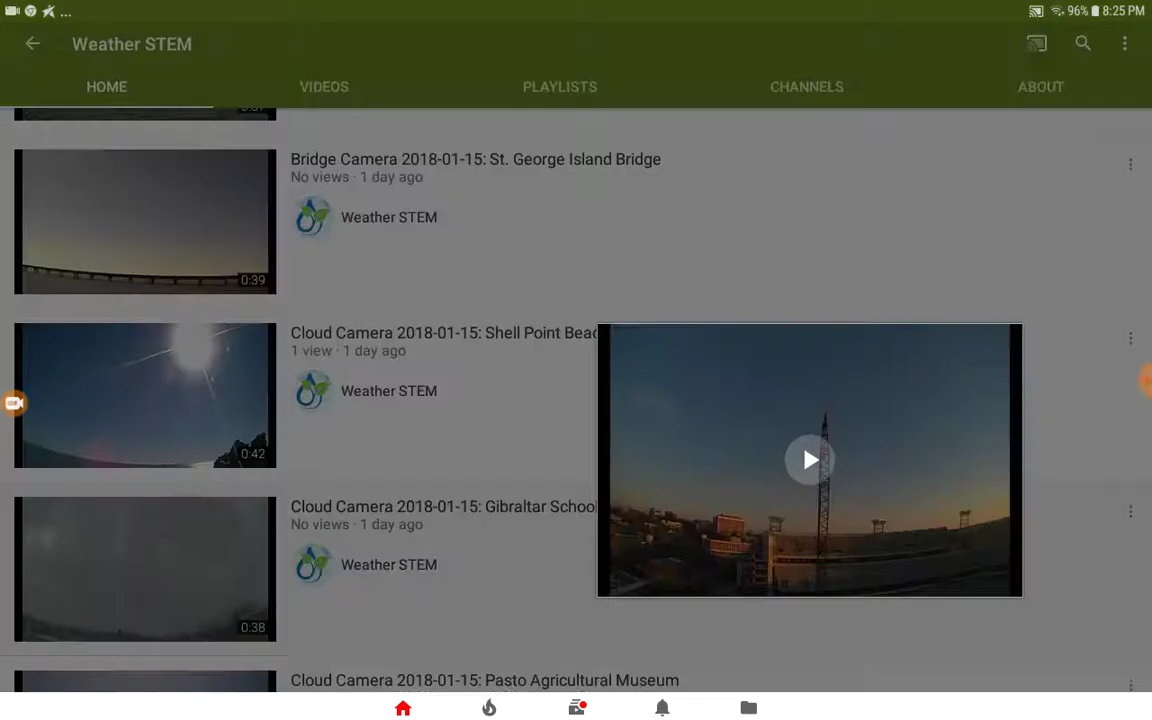 ... 96% 8:25 PM
Weather STEM
HOME VIDEOS PLAYLISTS CHANNELS ABOUT
Bridge Camera 2018-01-15: St. George Island Bridge
No views · 1 day ago
Weather STEM
0:39
Cloud Camera 2018-01-15: Shell Point Beac
1 view · 1 day ago
Weather STEM
0:42
Cloud Camera 2018-01-15: Gibraltar School
No views · 1 day ago
Weather STEM
0:38
Cloud Camera 2018-01-15: Pasto Agricultural Museum